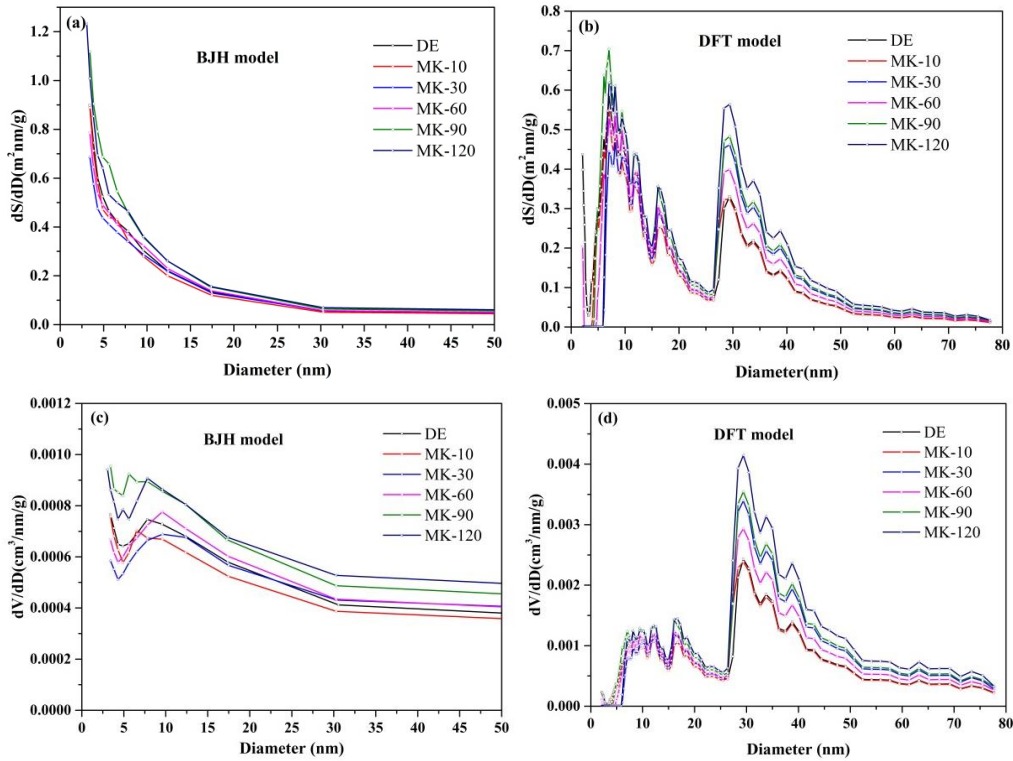 (a)
BJH model
DE
MK-10
MK-30
MK-60
MK-90
MK-120
dS/dD(m²nm/g)
1.2
1.0
0.8
0.6
0.4
0.2
0.0
0 5 10 15 20 25 30 35 40 45 50
Diameter (nm)
(b)
DFT model
DE
MK-10
MK-30
MK-60
MK-90
MK-120
dS/dD(m²nm/g)
0.8
0.7
0.6
0.5
0.4
0.3
0.2
0.1
0.0
0 10 20 30 40 50 60 70 80
Diameter(nm)
(c)
BJH model
DE
MK-10
MK-30
MK-60
MK-90
MK-120
dV/dD(cm³/nm/g)
0.0012
0.0010
0.0008
0.0006
0.0004
0.0002
0.0000
0 5 10 15 20 25 30 35 40 45 50
Diameter (nm)
(d)
DFT model
DE
MK-10
MK-30
MK-60
MK-90
MK-120
dV/dD(cm³/nm/g)
0.005
0.004
0.003
0.002
0.001
0.000
0 10 20 30 40 50 60 70 80
Diameter (nm)